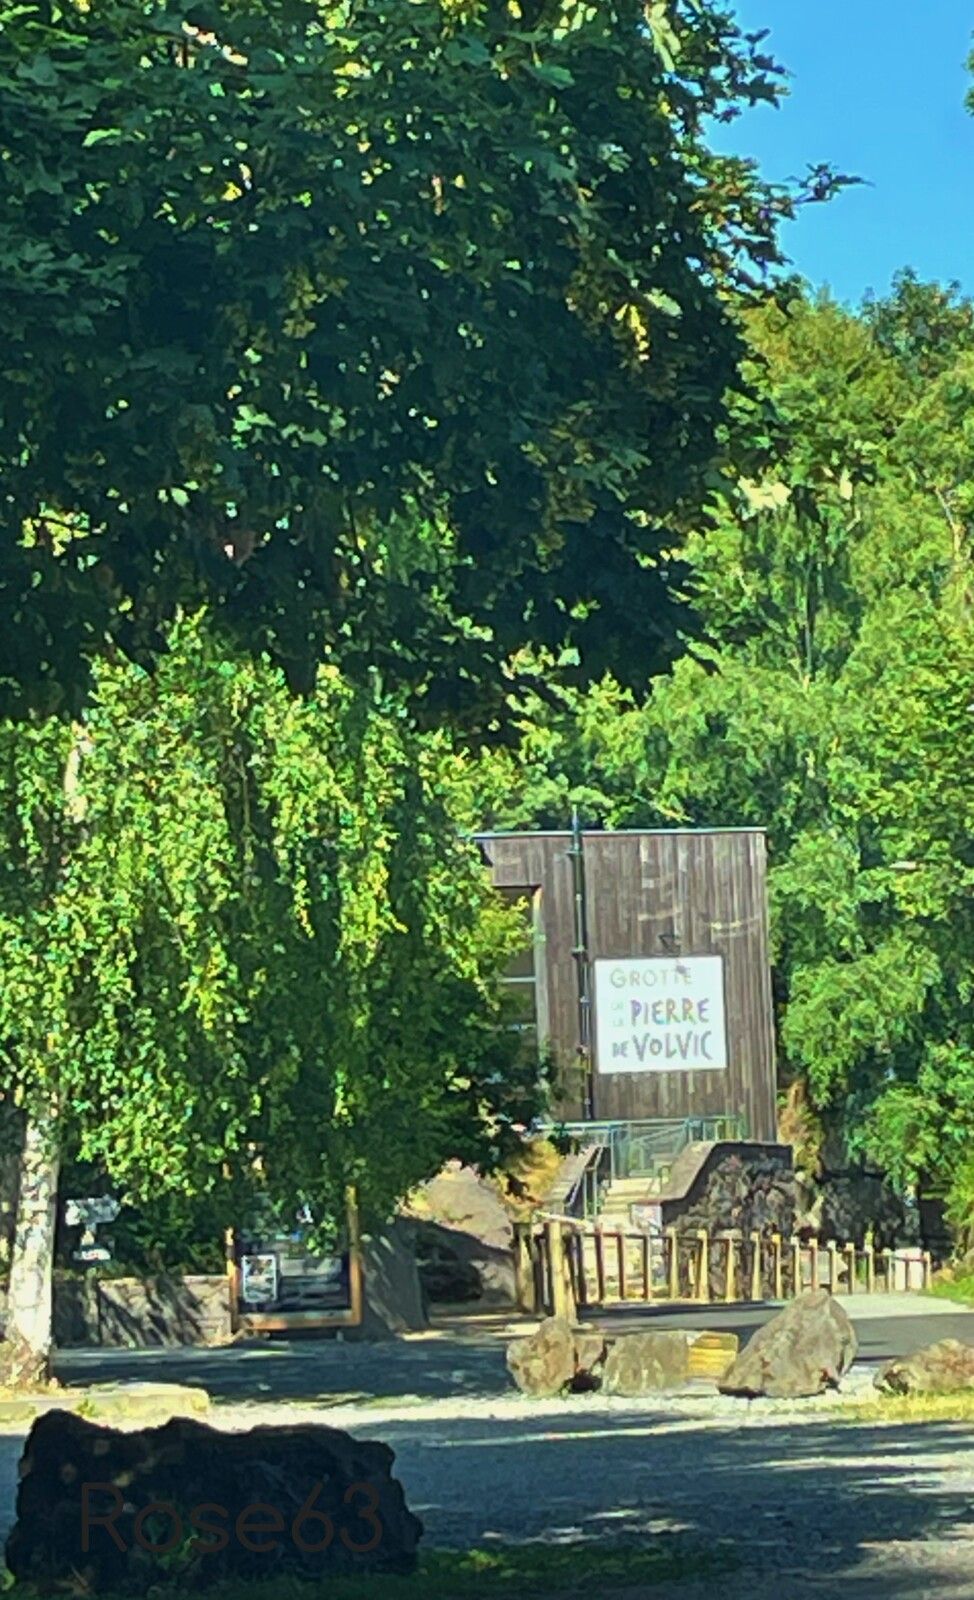 GROTTE
DE LA PIERRE
DE VOLVIC
Rose63